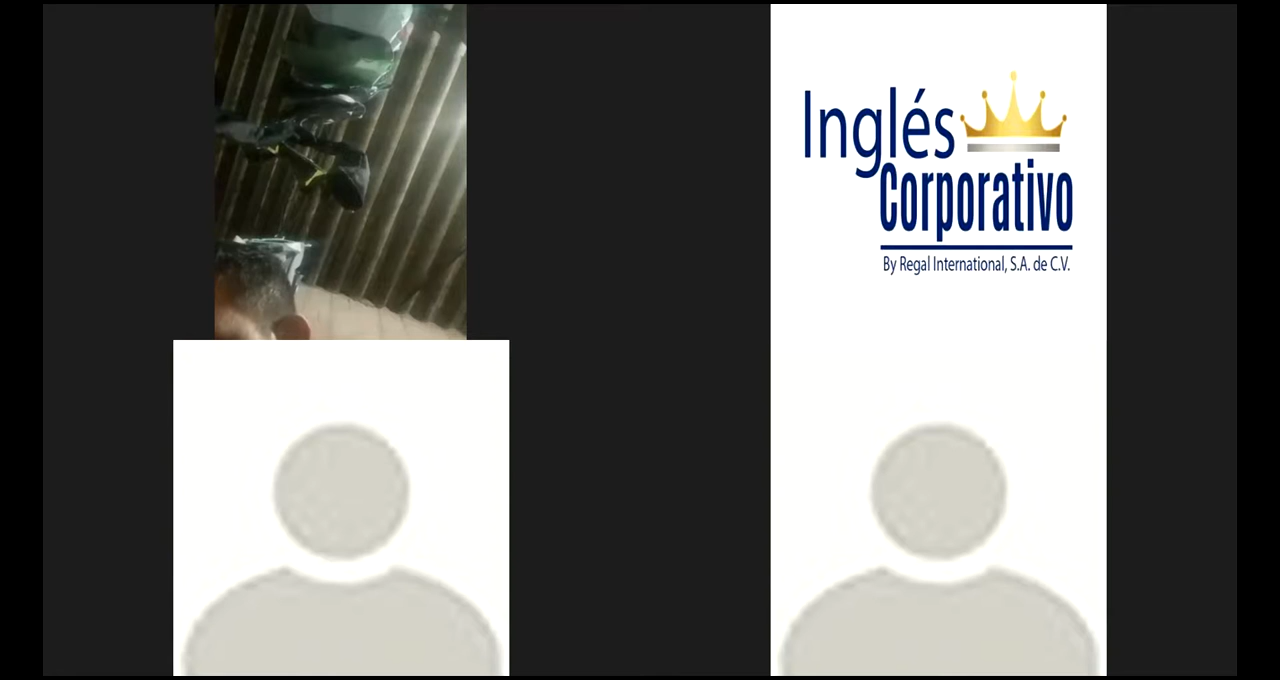 Inglés
Corporativo
By Regal International, S.A. de C.V.